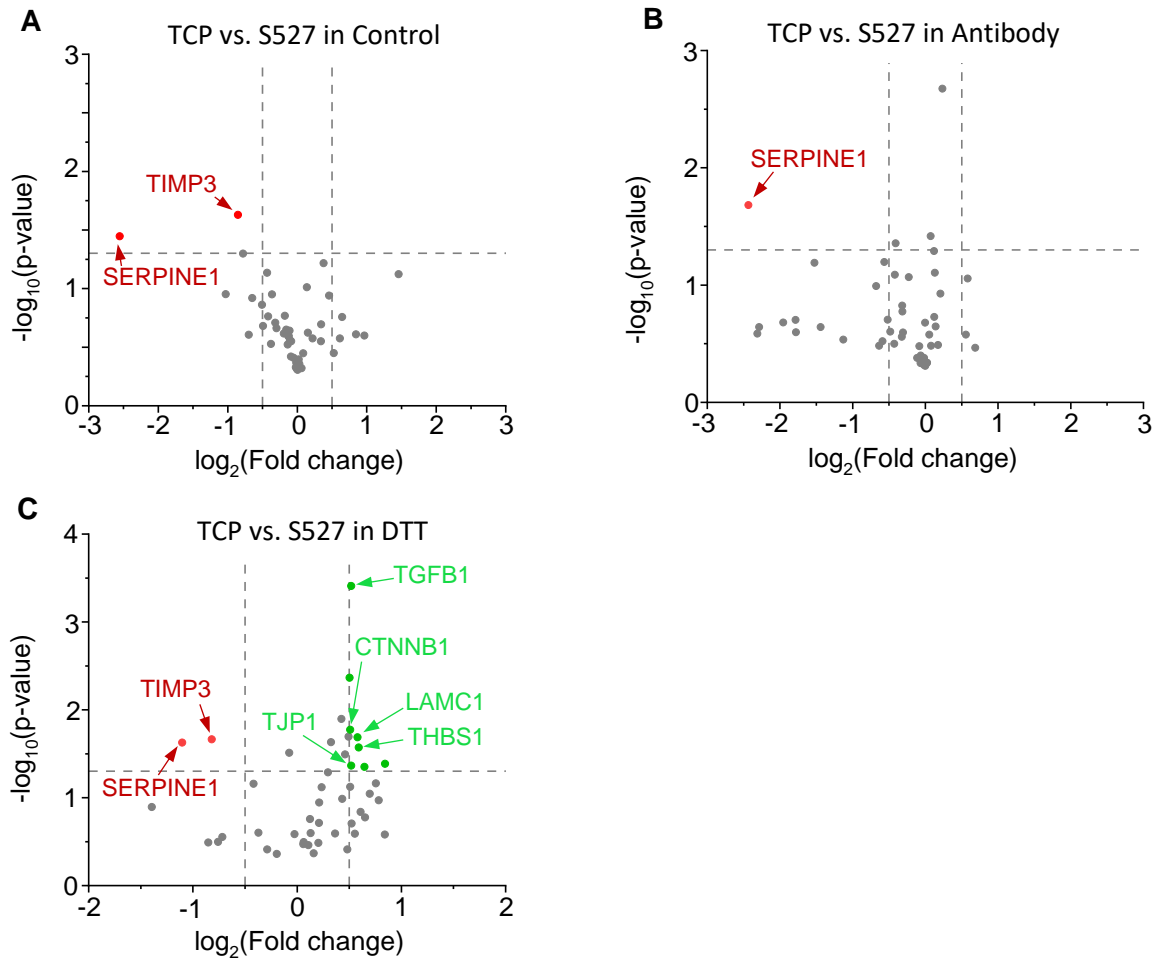 A
TCP vs. S527 in Control
3
2
1
0
-log10(p-value)
TIMP3
SERPINE1
-3 -2 -1 0 1 2 3
log2(Fold change)
B
TCP vs. S527 in Antibody
3
2
1
0
-log10(p-value)
SERPINE1
-3 -2 -1 0 1 2 3
log2(Fold change)
C
TCP vs. S527 in DTT
4
3
2
1
0
-log10(p-value)
TGFB1
CTNNB1
TIMP3
LAMC1
TJP1
THBS1
SERPINE1
-2 -1 0 1 2
log2(Fold change)